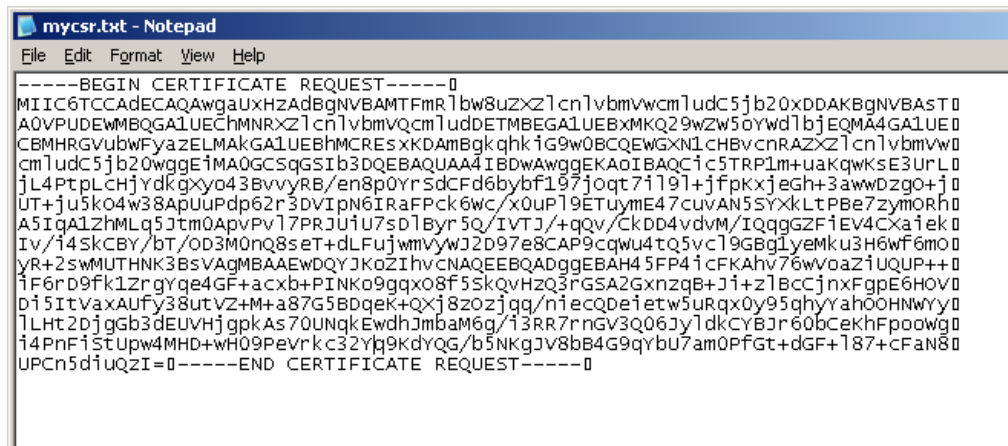 mycsr.txt - Notepad
File Edit Format View Help
-----BEGIN CERTIFICATE REQUEST-----▯
MIIC6TCCAdECAQAwgaUxHzAdBgNVBAMTFmRlbW8uZXZlcnlvbmVwcmludC5jb20xDDAKBgNVBAsT▯
A0VPUDEWMBQGA1UEChMNRXZlcnlvbmVQcmludDETMBEGA1UEBxMKQ29wZW5oYWdlbjEQMA4GA1UE▯
CBMHRGVubWFyazELMAkGA1UEBhMCREsxKDAmBgkqhkiG9w0BCQEWGXN1cHBvcnRAZXZlcnlvbmVw▯
cmludC5jb20wggEiMA0GCSqGSIb3DQEBAQUAA4IBDwAwggEKAoIBAQCic5TRP1m+uaKqwKsE3UrL▯
jL4PtpLcHjYdkgXyo43BvvyRB/en8p0YrSdCFd6bybf197joqt7il9l+jfpKxjeGh+3awwDzgO+j▯
UT+ju5kO4w38ApUuPdp62r3DVIpN6IRaFPck6Wc/x0uPl9ETuymE47cuvAN5SYXkLtPBe7zymORh▯
A5IqAlZhMLq5Jtm0ApvPvl7PRJUiU7sDlByr5Q/IVTJ/+qQv/CkDD4vdvM/IQqgGZFiEV4CXaiek▯
Iv/i4SkCBY/bT/OD3M0nQ8seT+dLFUjwmVyWJ2D97e8CAP9cqWu4tQ5vcl9GBg1yeMku3H6Wf6mO▯
yR+2swMUTHNK3BsVAgMBAAEwDQYJKoZIhvcNAQEEBQADggEBAH45FP4icFKAhv76wVoaZiUQUP++▯
iF6rD9fk1ZrgYqe4GF+acxb+PINKo9gqxO8f5SkQvHzQ3rGSA2GxnzqB+Ji+zlBcCjnxFgpE6HOV▯
Di5ItVaxAUfy38utVZ+M+a87G5BDqeK+QXj8zOzjqq/niecQDeietw5uRqxOy95qhyYahOOHNWYy▯
lLHt2DjgGb3dEUVHjgpkAs70UNqkEwdhJmbaM6g/i3RR7rnGV3Q06JyldkCYBJr60bCeKhFpooWg▯
i4PnFiStUpw4MHD+wH09PeVrkc32Yq9KdYQG/b5NKgJV8bB4G9qYbU7am0PfGt+dGF+l87+cFaN8▯
UPCn5diuQzI=▯-----END CERTIFICATE REQUEST-----▯